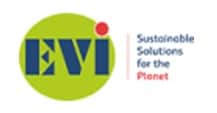 EVi
Sustainable
Solutions
for the
Planet